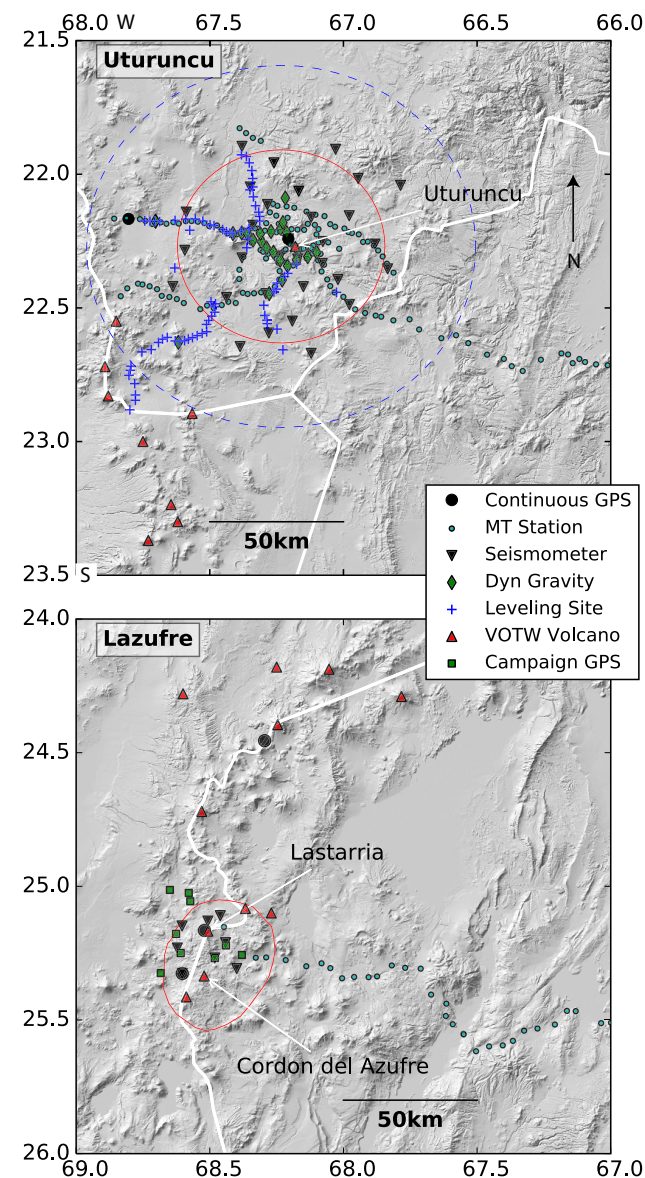 68.0 W 67.5 67.0 66.5 66.0
21.5
Uturuncu
22.0
Uturuncu
N
22.5
23.0
50km
23.5
S
Continuous GPS
MT Station
Seismometer
Dyn Gravity
Leveling Site
VOTW Volcano
Campaign GPS
24.0
Lazufre
24.5
Lastarria
25.0
25.5
Cordon del Azufre
50km
26.0
69.0 68.5 68.0 67.5 67.0